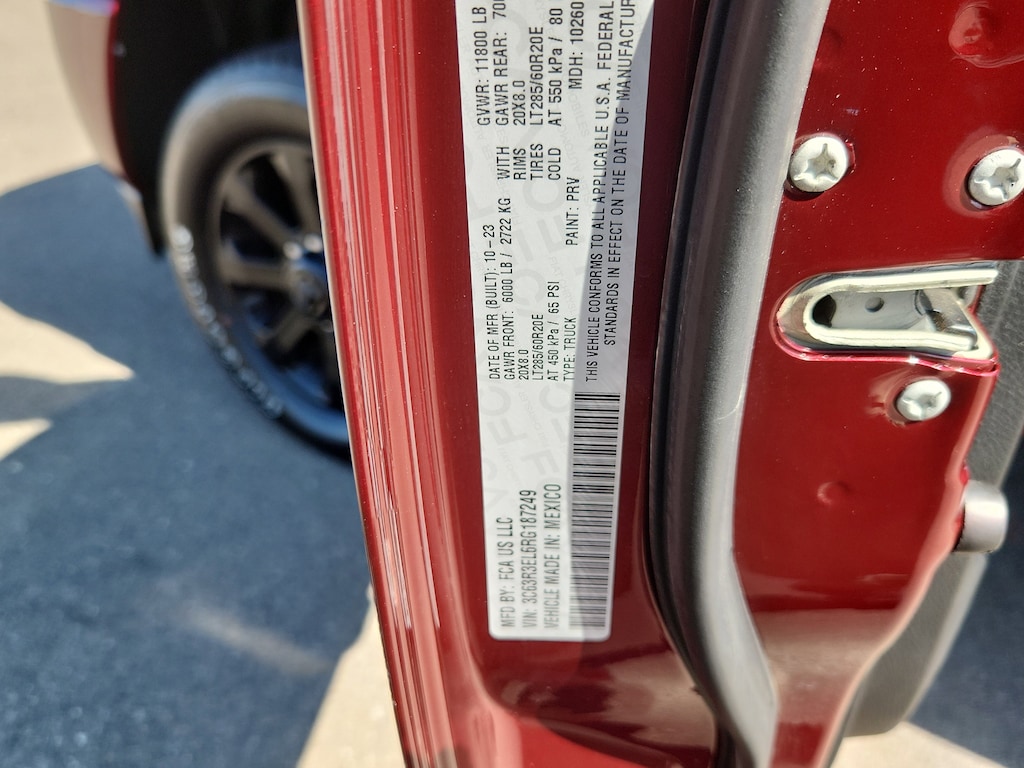 MFD BY: FCA US LLC
DATE OF MFR (BUILT): 10-23
GVWR: 11800 LB
VIN: 3C63R3EL6RG187249
GAWR FRONT: 6000 LB / 2722 KG
WITH
GAWR REAR:
20X8.0
RIMS
20X8.0
LT285/60R20E
TIRES
LT285/60R20E
AT 450 kPa / 65 PSI
COLD
AT 550 kPa / 80
VEHICLE MADE IN: MEXICO
TYPE: TRUCK
PAINT: PRV
MDH: 10260
THIS VEHICLE CONFORMS TO ALL APPLICABLE U.S.A. FEDERAL
STANDARDS IN EFFECT ON THE DATE OF